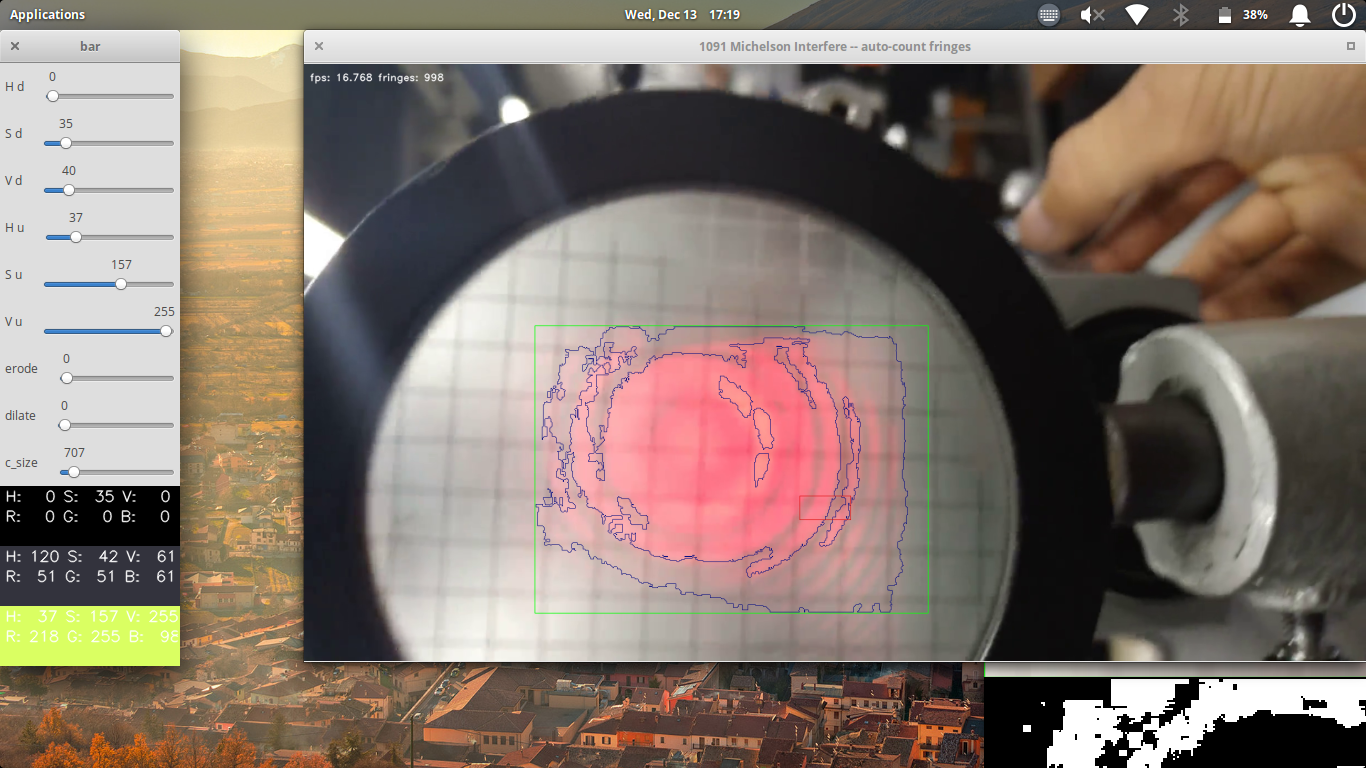 Applications
Wed, Dec 13 17:19
38%
bar
1091 Michelson Interfere -- auto-count fringes
fps: 16.768 fringes: 998
0
H d
35
S d
40
V d
37
H u
157
S u
255
V u
0
erode
0
dilate
707
c_size
H: 0 S: 35 V: 0
R: 0 G: 0 B: 0
H: 120 S: 42 V: 61
R: 51 G: 51 B: 61
H: 37 S: 157 V: 255
R: 218 G: 255 B: 98